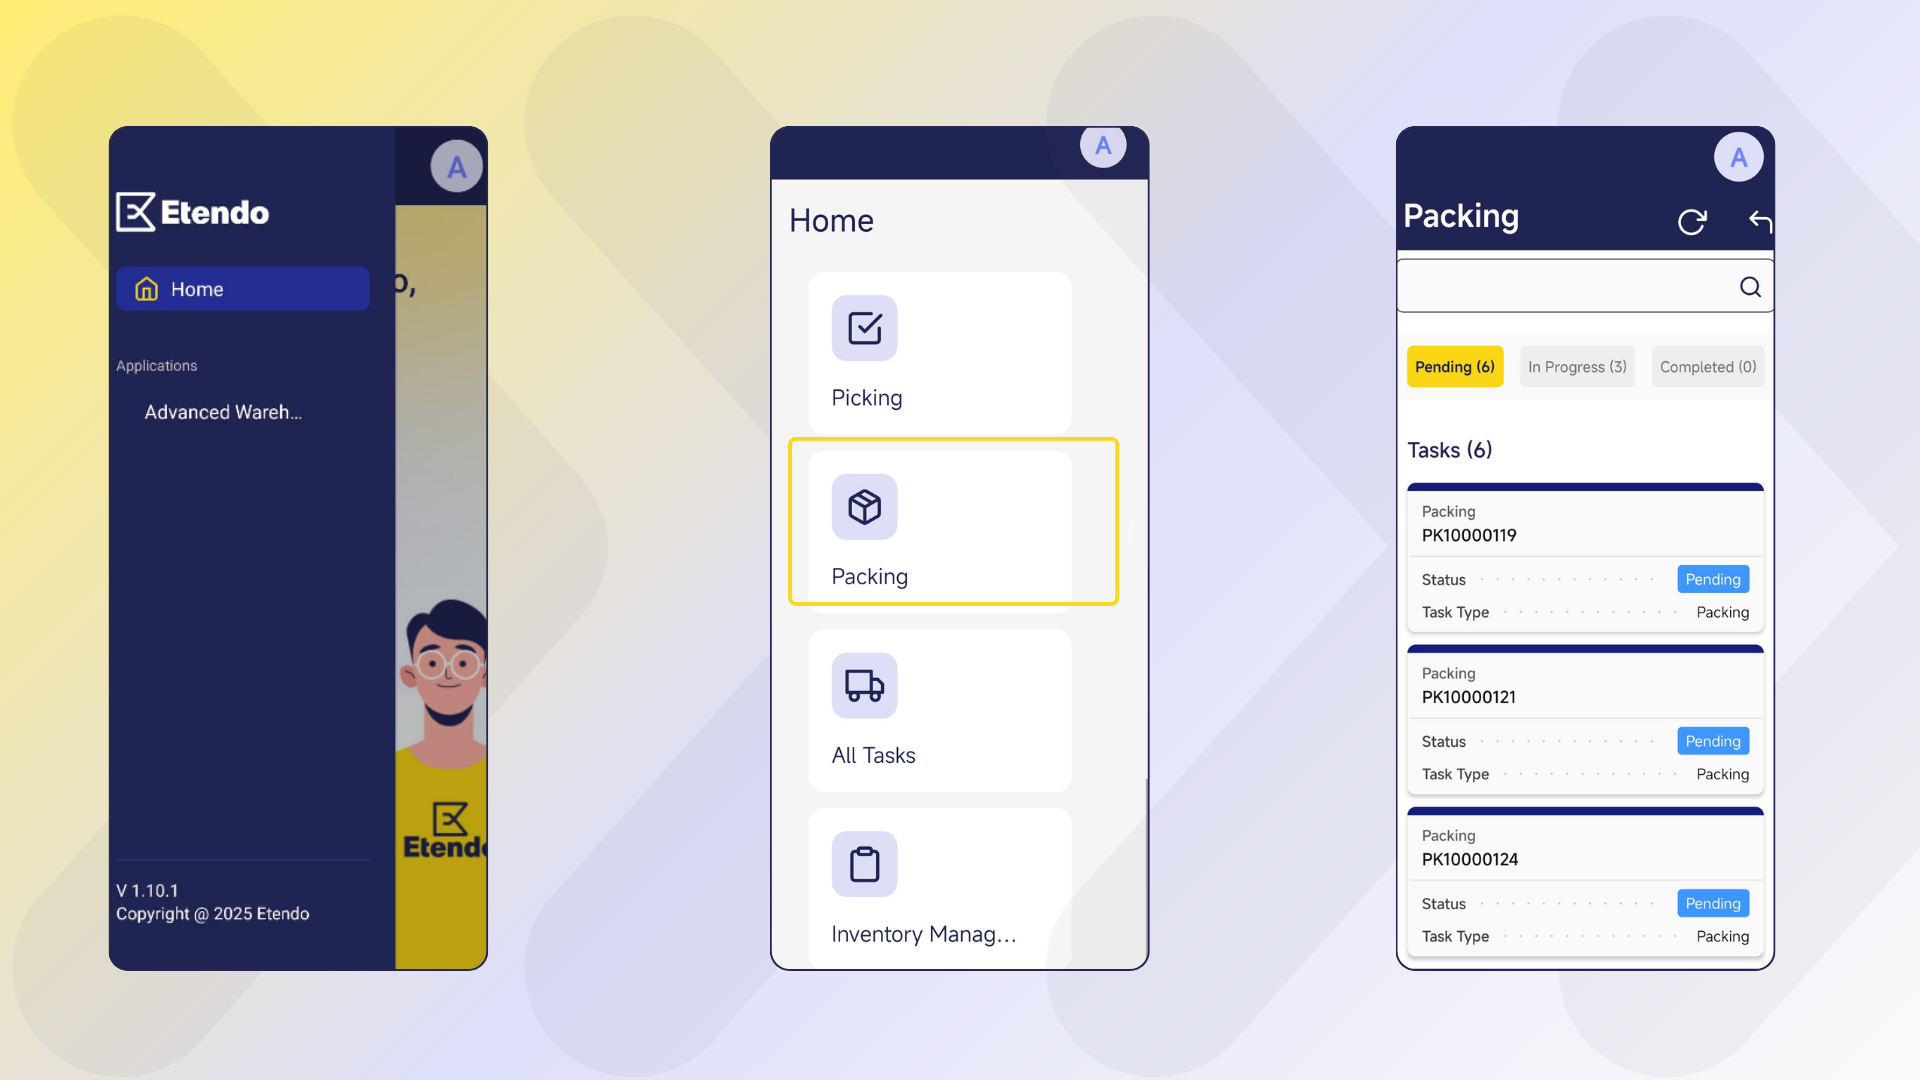 A
Etendo
Home
o,
Applications
Advanced Wareh...
Etendo
V 1.10.1
Copyright @ 2025 Etendo
A
Home
Picking
Packing
All Tasks
Inventory Manag...
A
Packing
Pending (6)
In Progress (3)
Completed (0)
Tasks (6)
Packing
PK10000119
Status
Pending
Task Type
Packing
Packing
PK10000121
Status
Pending
Task Type
Packing
Packing
PK10000124
Status
Pending
Task Type
Packing